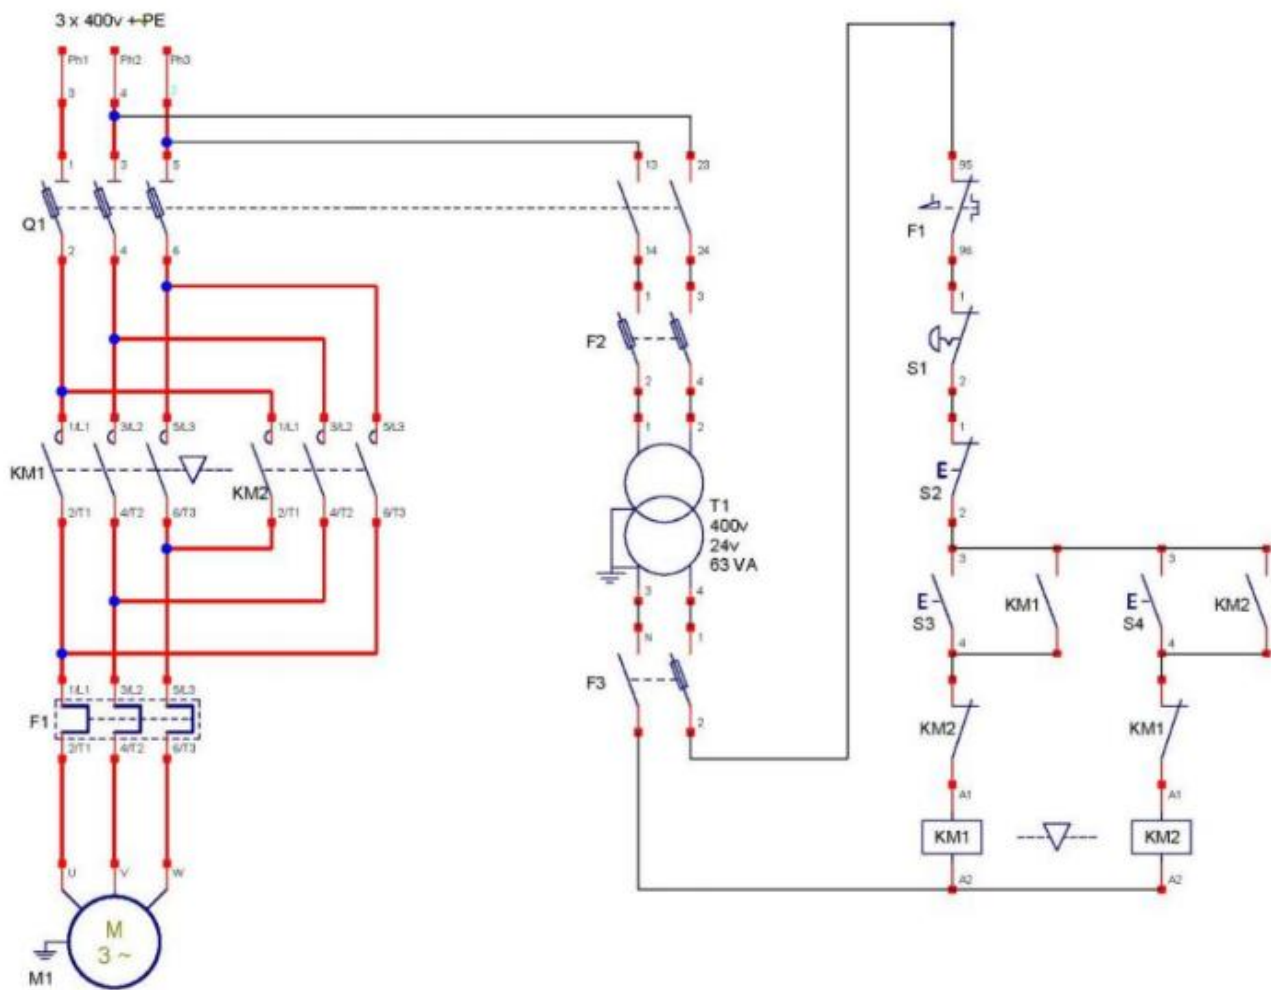 3 x 400v + PE
Ph1 Ph2 Ph3
3 4
1 3 5 13 23 95
Q1 F1
2 4 6 14 24 96
1 3 1
F2 S1
2 4 2
1/L1 3/L2 5/L3 1/L1 3/L2 5/L3 1 2 1
KM1 KM2 E S2
T1
400v
24v
63 VA
2/T1 4/T2 6/T3 2/T1 4/T2 6/T3 2
3 4 3 3
E S3 KM1 E S4 KM2
N 1 4 4
F3
1/L1 3/L2 5/L3
F1 2 KM2 KM1
2/T1 4/T2 6/T3
A1 A1
KM1 KM2
U V W A2 A2
M
3 ~
M1